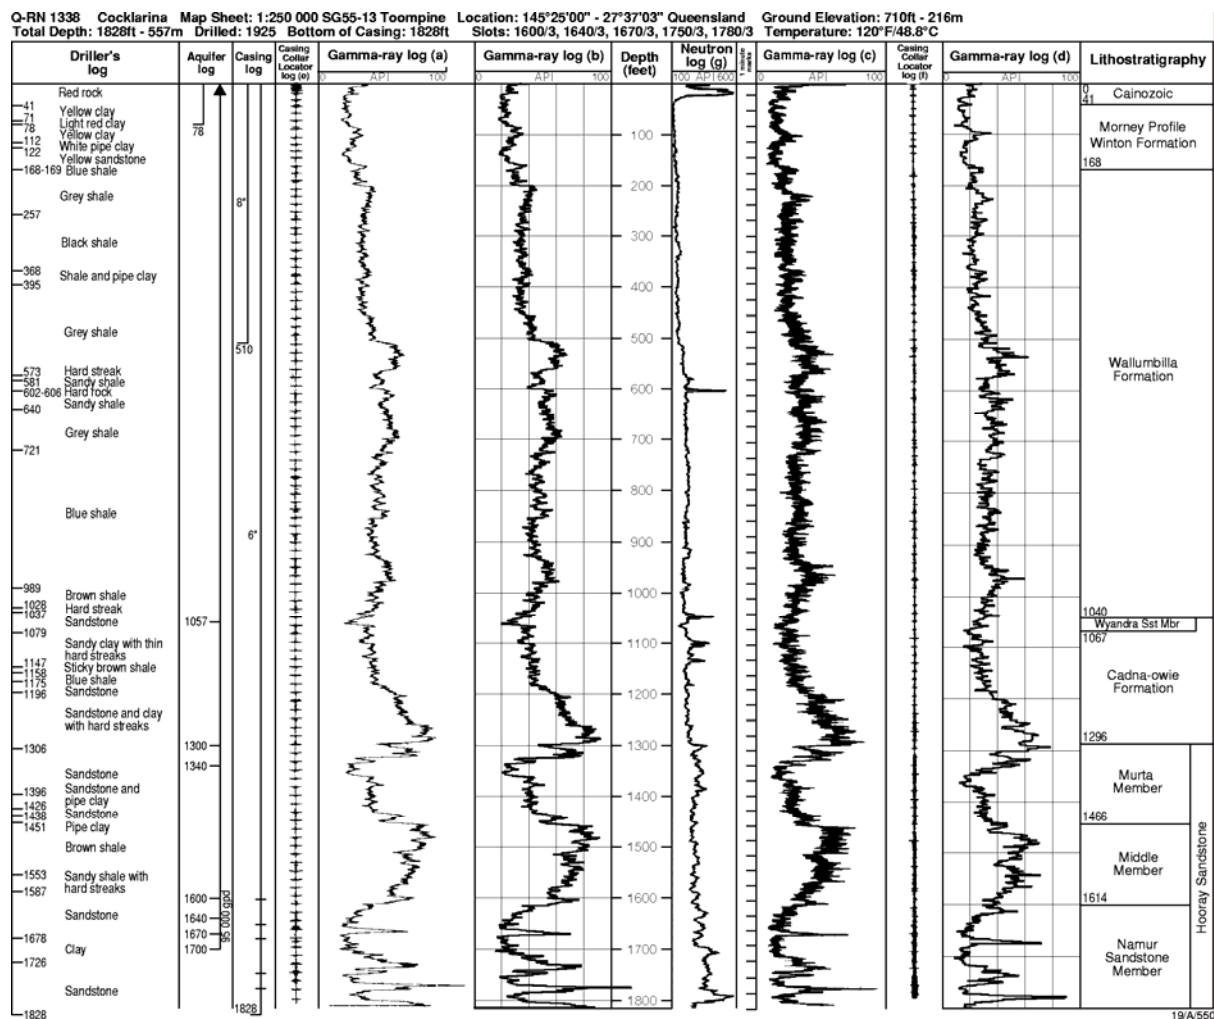 Q-RN 1338 Cocklarina Map Sheet: 1:250 000 SG55-13 Toompine Location: 145°25'00" - 27°37'03" Queensland Ground Elevation: 710ft - 216m
Total Depth: 1828ft - 557m Drilled: 1925 Bottom of Casing: 1828ft Slots: 1600/3, 1640/3, 1670/3, 1750/3, 1780/3 Temperature: 120°F/48.8°C
Driller's log
Aquifer log
Casing log
Casing Collar Locator log (e)
Gamma-ray log (a)
API 100
Gamma-ray log (b)
0 API 100
Depth (feet)
Neutron log (g)
100 API 600
1 minute marks
Gamma-ray log (c)
0 API 100
Casing Collar Locator log (f)
Gamma-ray log (d)
0 API 100
Lithostratigraphy
Red rock
41
Yellow clay
71
Light red clay
78
Yellow clay
112
White pipe clay
122
Yellow sandstone
168-169 Blue shale
Grey shale
257
Black shale
368
Shale and pipe clay
395
Grey shale
573
Hard streak
581
Sandy shale
602-606 Hard rock
Sandy shale
640
Grey shale
721
Blue shale
989
Brown shale
1028
Hard streak
1037
Sandstone
1079
Sandy clay with thin
hard streaks
1147
Sticky brown shale
1158
Blue shale
1175
Sandstone
1196
Sandstone and clay
with hard streaks
1306
Sandstone
1396
Sandstone and
pipe clay
1426
Sandstone
1438
Pipe clay
1451
Brown shale
1553
Sandy shale with
hard streaks
1587
Sandstone
1678
Clay
1726
Sandstone
1828
78
1057
1300
1340
1600
1640
1670
1700
95 000 gpd
8"
510
6"
1828
100
200
300
400
500
600
700
800
900
1000
1100
1200
1300
1400
1500
1600
1700
1800
0
Cainozoic
41
Morney Profile
Winton Formation
168
Wallumbilla
Formation
1040
Wyandra Sst Mbr
1067
Cadna-owie
Formation
1296
Murta
Member
1466
Middle
Member
1614
Namur
Sandstone
Member
Hooray Sandstone
19/A/550